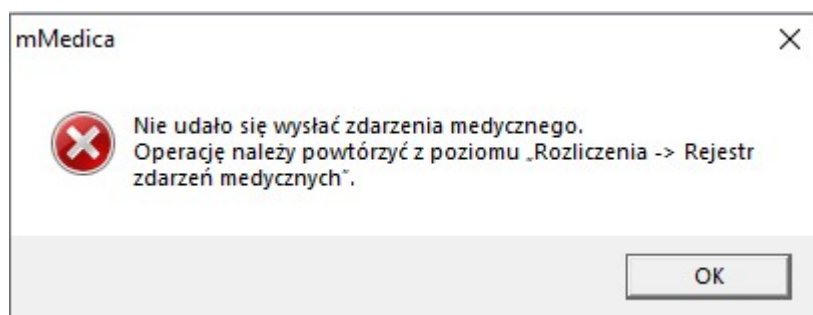 mMedica
Nie udało się wysłać zdarzenia medycznego.
Operację należy powtórzyć z poziomu „Rozliczenia -> Rejestr
zdarzeń medycznych”.
OK